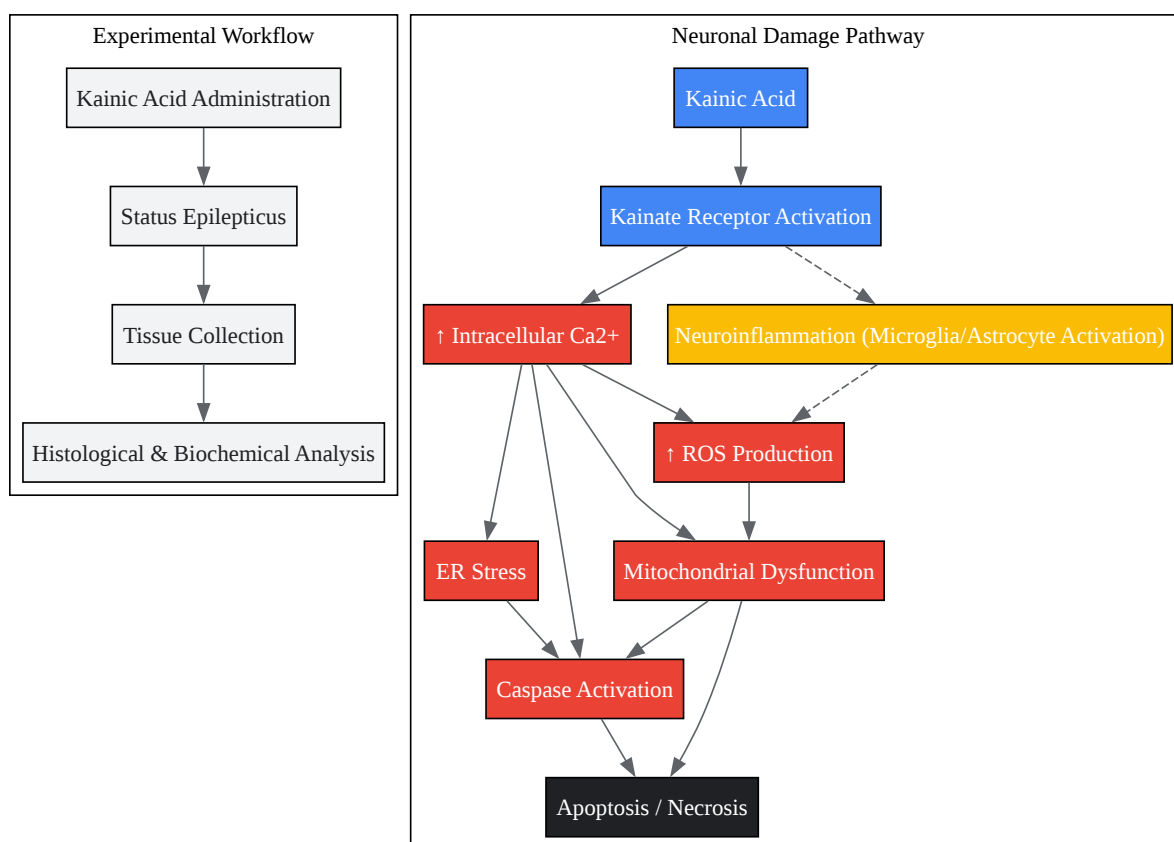 Experimental Workflow
Kainic Acid Administration
Status Epilepticus
Tissue Collection
Histological & Biochemical Analysis
Neuronal Damage Pathway
Kainic Acid
Kainate Receptor Activation
↑ Intracellular Ca2+
Neuroinflammation (Microglia/Astrocyte Activation)
↑ ROS Production
ER Stress
Mitochondrial Dysfunction
Caspase Activation
Apoptosis / Necrosis